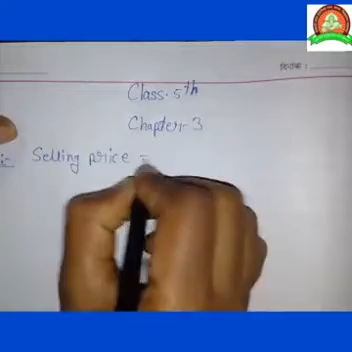 दिनांक :
Class. 5th
Chapter- 3
Selling price =